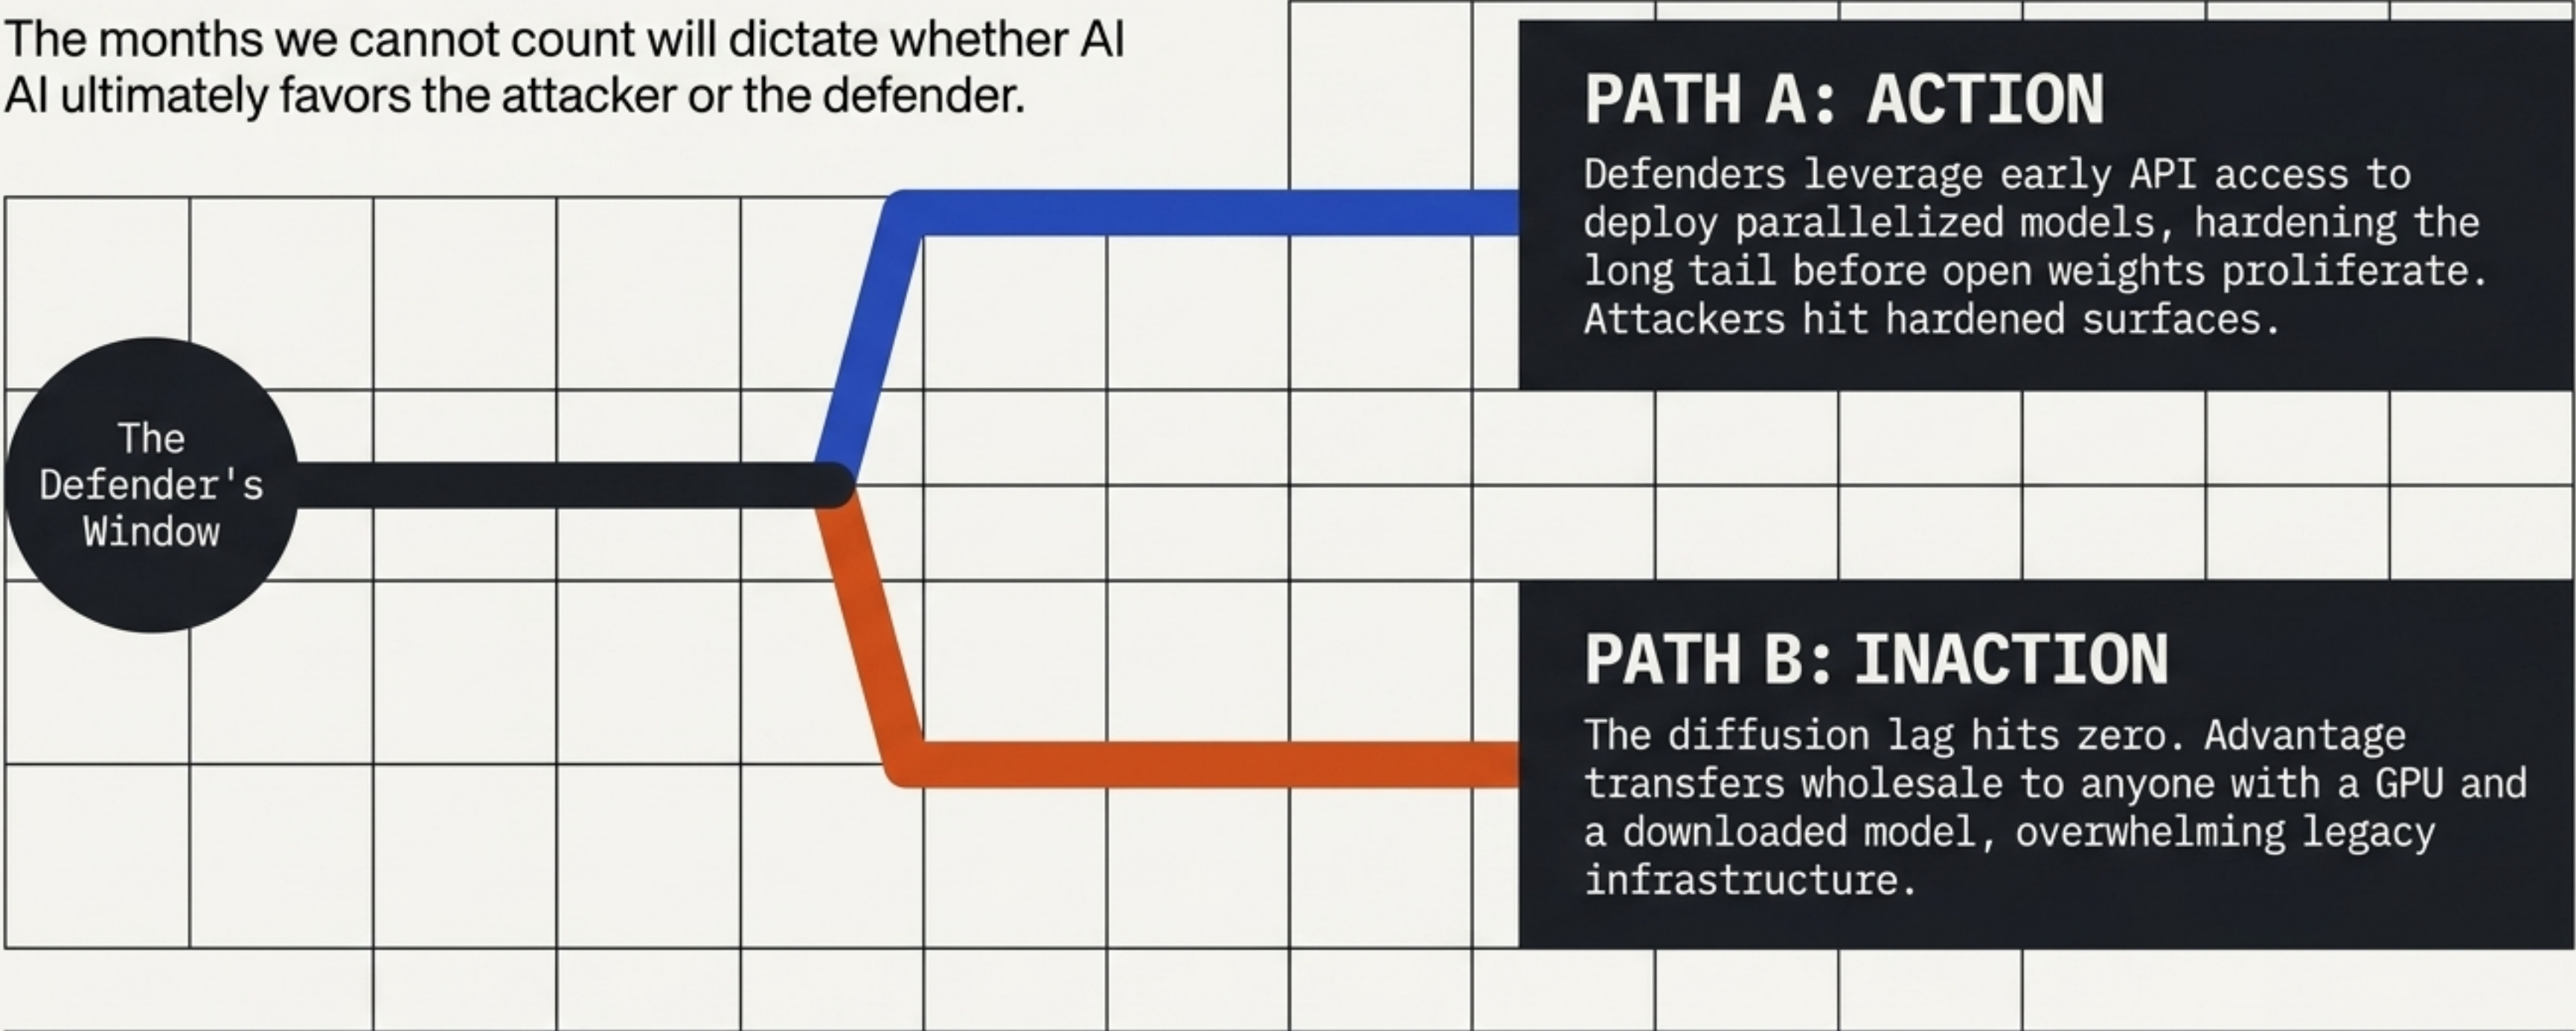 The months we cannot count will dictate whether AI
AI ultimately favors the attacker or the defender.
The
Defender's
Window
PATH A: ACTION
Defenders leverage early API access to
deploy parallelized models, hardening the
long tail before open weights proliferate.
Attackers hit hardened surfaces.
PATH B: INACTION
The diffusion lag hits zero. Advantage
transfers wholesale to anyone with a GPU and
a downloaded model, overwhelming legacy
infrastructure.